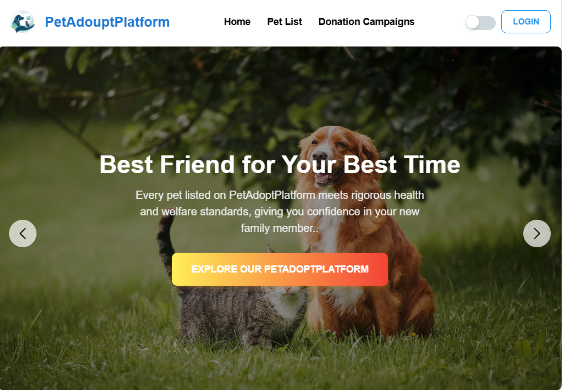 PetAdouptPlatform
Home Pet List Donation Campaigns
LOGIN
Best Friend for Your Best Time
Every pet listed on PetAdoptPlatform meets rigorous health
and welfare standards, giving you confidence in your new
family member..
EXPLORE OUR PETADOPTPLATFORM